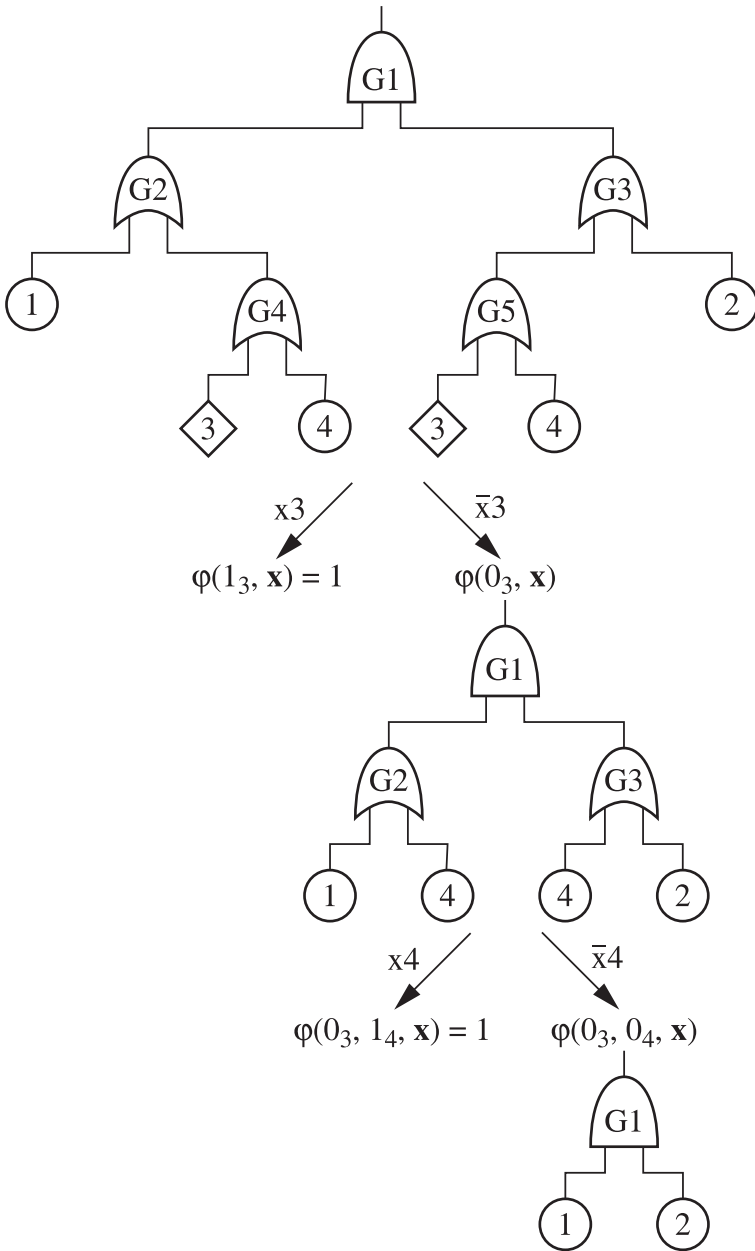 G1
G2 G3
1 G4 G5 2
3 4 3 4
x3 x̄3
φ(1₃, x) = 1 φ(0₃, x)
G1
G2 G3
1 4 4 2
x4 x̄4
φ(0₃, 1₄, x) = 1 φ(0₃, 0₄, x)
G1
1 2